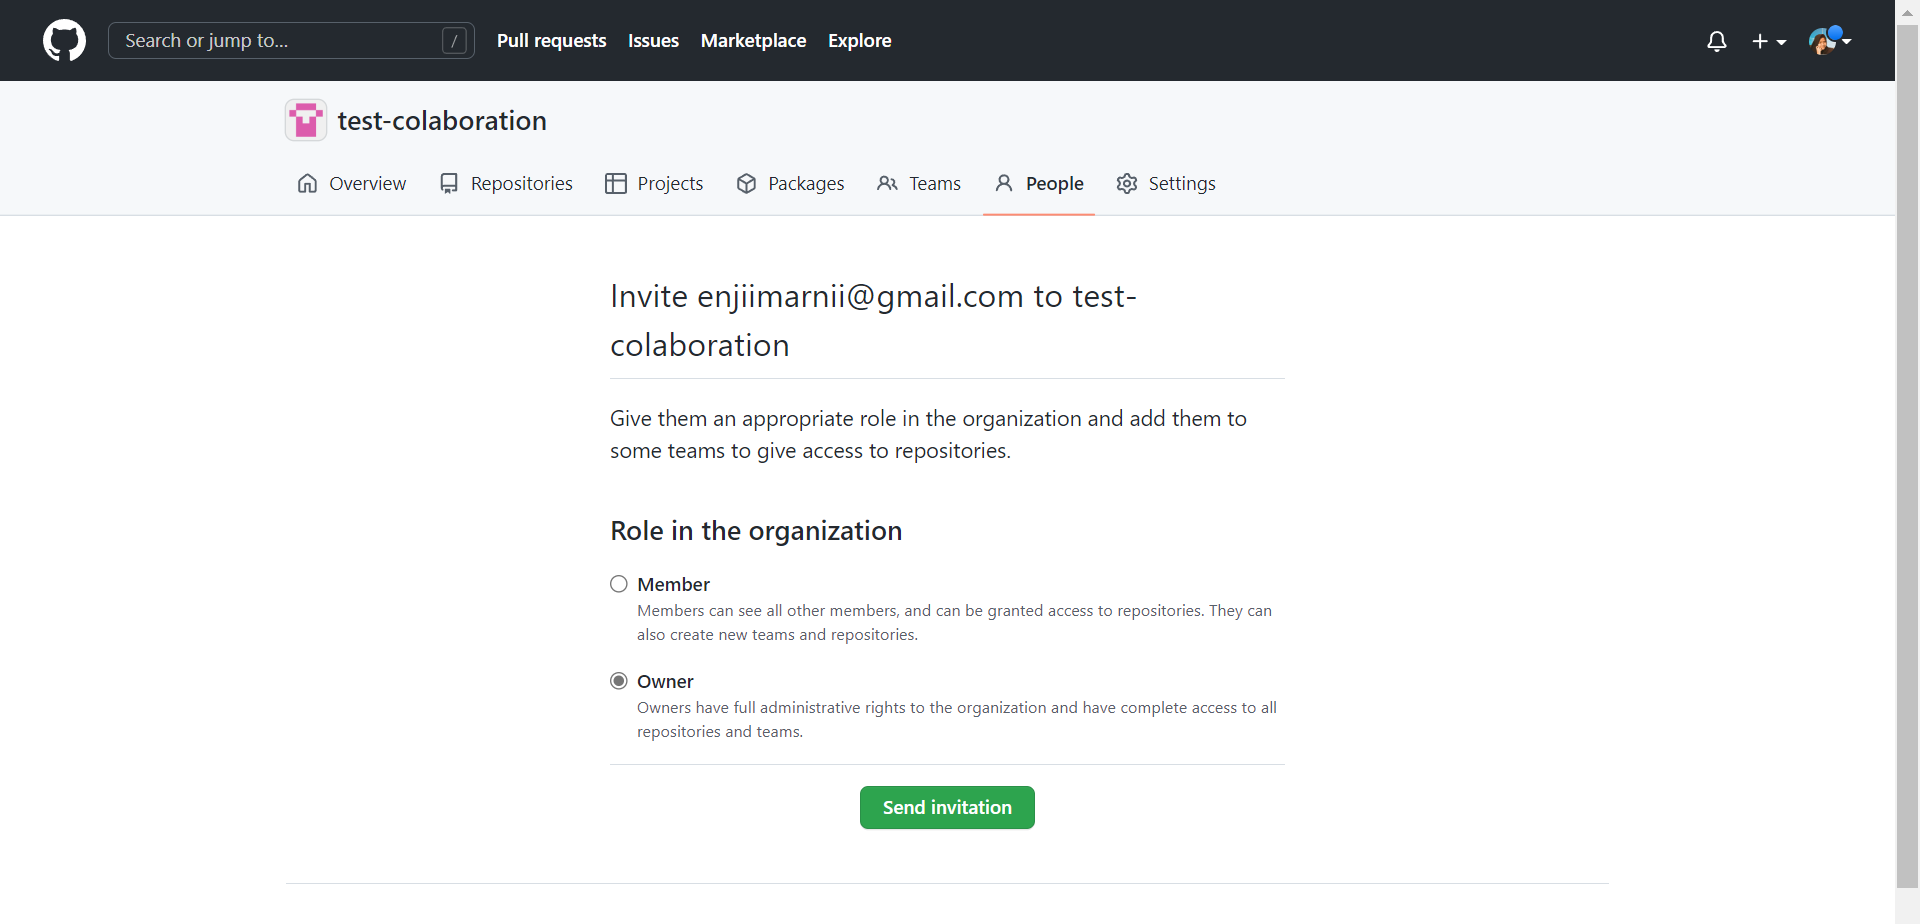 Search or jump to... /
Pull requests Issues Marketplace Explore
test-colaboration
Overview Repositories Projects Packages Teams People Settings
Invite enjiimarnii@gmail.com to test-
colaboration
Give them an appropriate role in the organization and add them to
some teams to give access to repositories.
Role in the organization
Member
Members can see all other members, and can be granted access to repositories. They can
also create new teams and repositories.
Owner
Owners have full administrative rights to the organization and have complete access to all
repositories and teams.
Send invitation